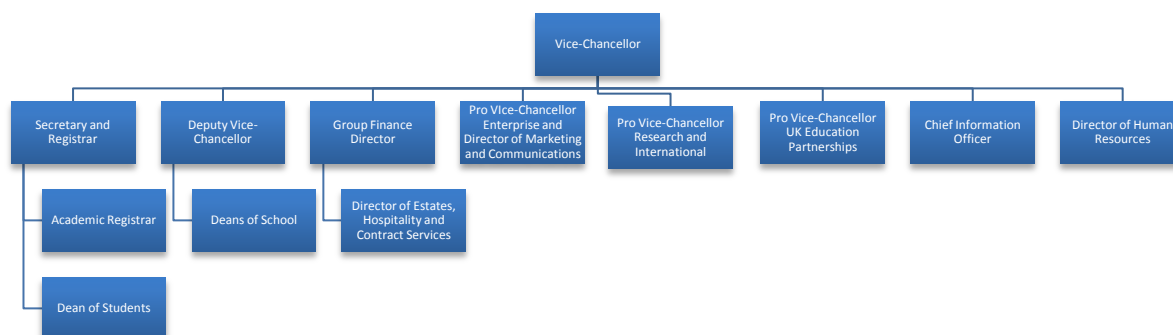 Vice-Chancellor
Secretary and
Registrar
Deputy Vice-
Chancellor
Group Finance
Director
Pro VIce-Chancellor
Enterprise and
Director of Marketing
and Communications
Pro Vice-Chancellor
Research and
International
Pro Vice-Chancellor
UK Education
Partnerships
Chief Information
Officer
Director of Human
Resources
Academic Registrar
Deans of School
Director of Estates,
Hospitality and
Contract Services
Dean of Students